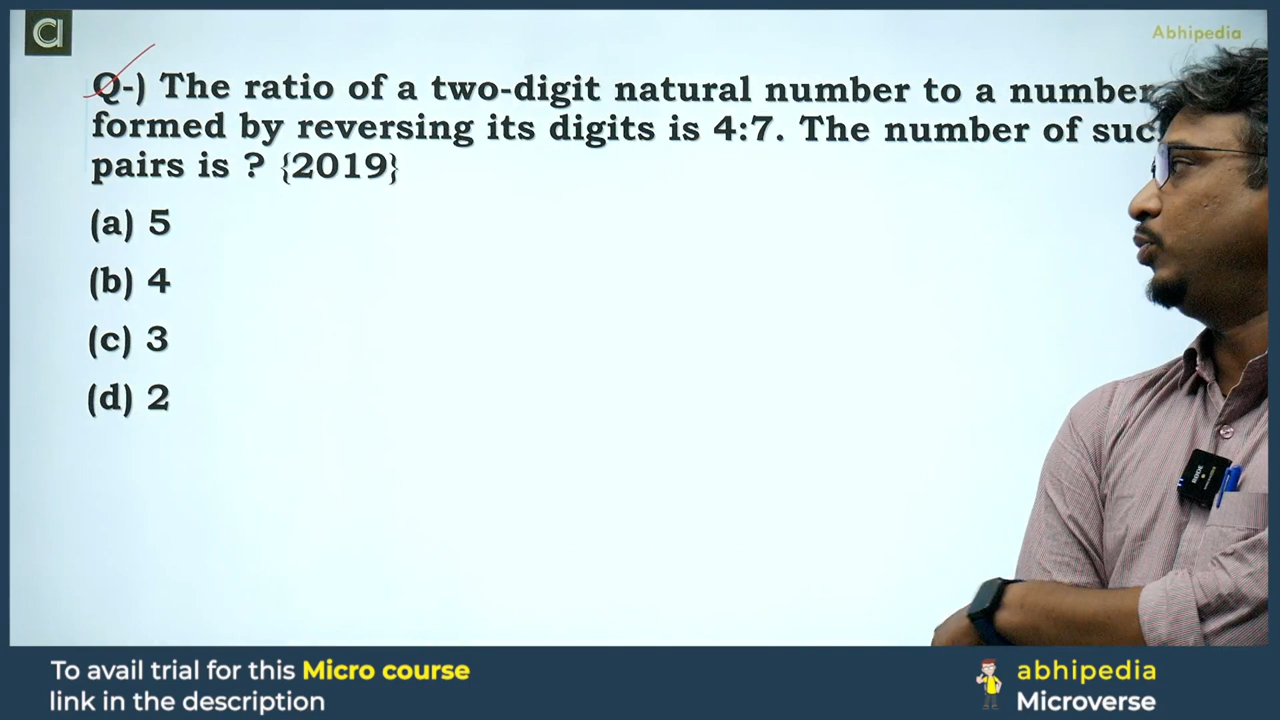 Abhipedia
Q-) The ratio of a two-digit natural number to a number
formed by reversing its digits is 4:7. The number of suc
pairs is ? {2019}
(a) 5
(b) 4
(c) 3
(d) 2
To avail trial for this Micro course
link in the description
abhipedia
Microverse